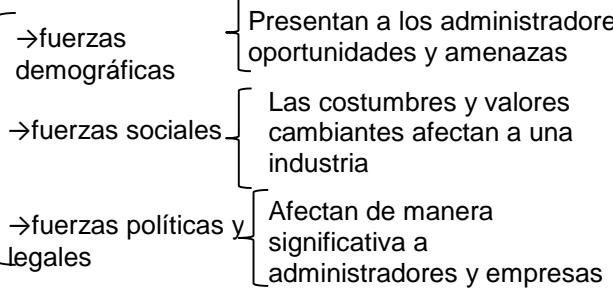 →fuerzas
demográficas
Presentan a los administradore
oportunidades y amenazas
→fuerzas sociales
Las costumbres y valores
cambiantes afectan a una
industria
→fuerzas políticas y
legales
Afectan de manera
significativa a
administradores y empresas